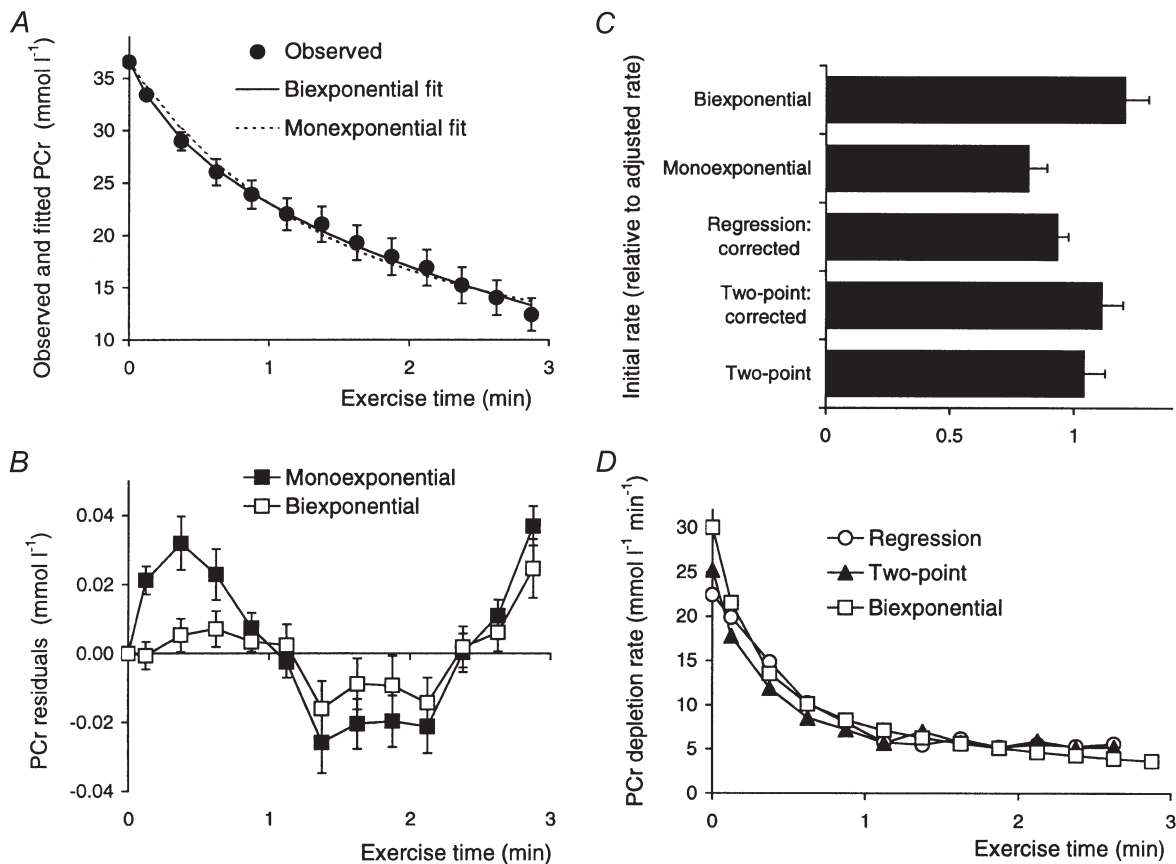 A
Observed and fitted PCr (mmol l⁻¹)
35
30
25
20
15
10
Observed
Biexponential fit
Monexponential fit
0
1
2
3
Exercise time (min)
B
PCr residuals (mmol l⁻¹)
0.04
0.02
0.00
-0.02
-0.04
Monoexponential
Biexponential
0
1
2
3
Exercise time (min)
C
Initial rate (relative to adjusted rate)
Biexponential
Monoexponential
Regression:
corrected
Two-point:
corrected
Two-point
0
0.5
1
D
PCr depletion rate (mmol l⁻¹ min⁻¹)
30
25
20
15
10
5
0
Regression
Two-point
Biexponential
0
1
2
3
Exercise time (min)